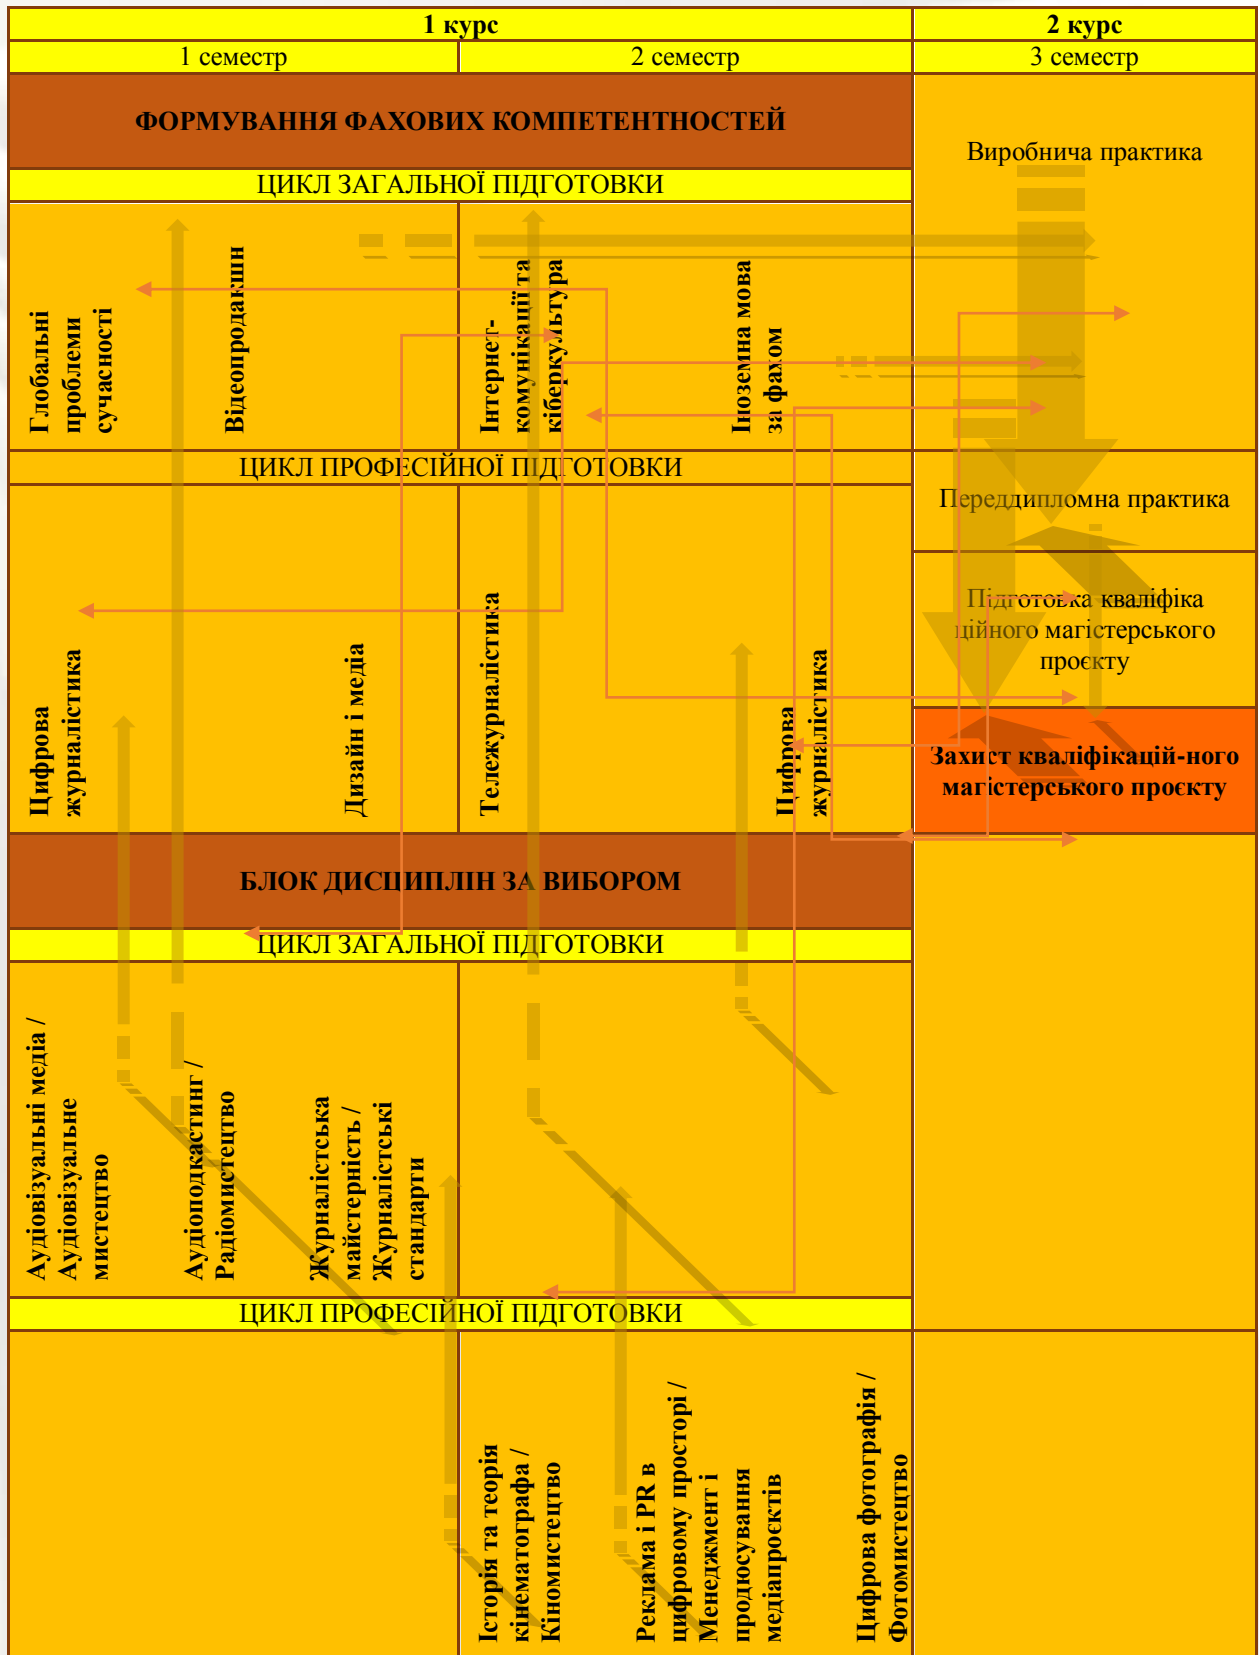 1 курс
2 курс
1 семестр
2 семестр
3 семестр
ФОРМУВАННЯ ФАХОВИХ КОМПЕТЕНТНОСТЕЙ
Виробнича практика
ЦИКЛ ЗАГАЛЬНОЇ ПІДГОТОВКИ
Глобальні
проблеми
сучасності
Відеопродакшн
Інтернет-
комунікації та
кіберкультура
Іноземна мова
за фахом
ЦИКЛ ПРОФЕСІЙНОЇ ПІДГОТОВКИ
Переддипломна практика
Підготовка кваліфіка
ційного магістерського
проєкту
Цифрова
журналістика
Дизайн і медіа
Тележурналістика
Цифрова
журналістика
Захист кваліфікацій-ного
магістерського проєкту
БЛОК ДИСЦИПЛІН ЗА ВИБОРОМ
ЦИКЛ ЗАГАЛЬНОЇ ПІДГОТОВКИ
Аудіовізуальні медіа /
Аудіовізуальне
мистецтво
Аудіоподкастинг /
Радіомистецтво
Журналістська
майстерність /
Журналістські
стандарти
ЦИКЛ ПРОФЕСІЙНОЇ ПІДГОТОВКИ
Історія та теорія
кінематографа /
Кіномистецтво
Реклама і PR в
цифровому просторі /
Менеджмент і
продюсування
медіапроєктів
Цифрова фотографія /
Фотомистецтво